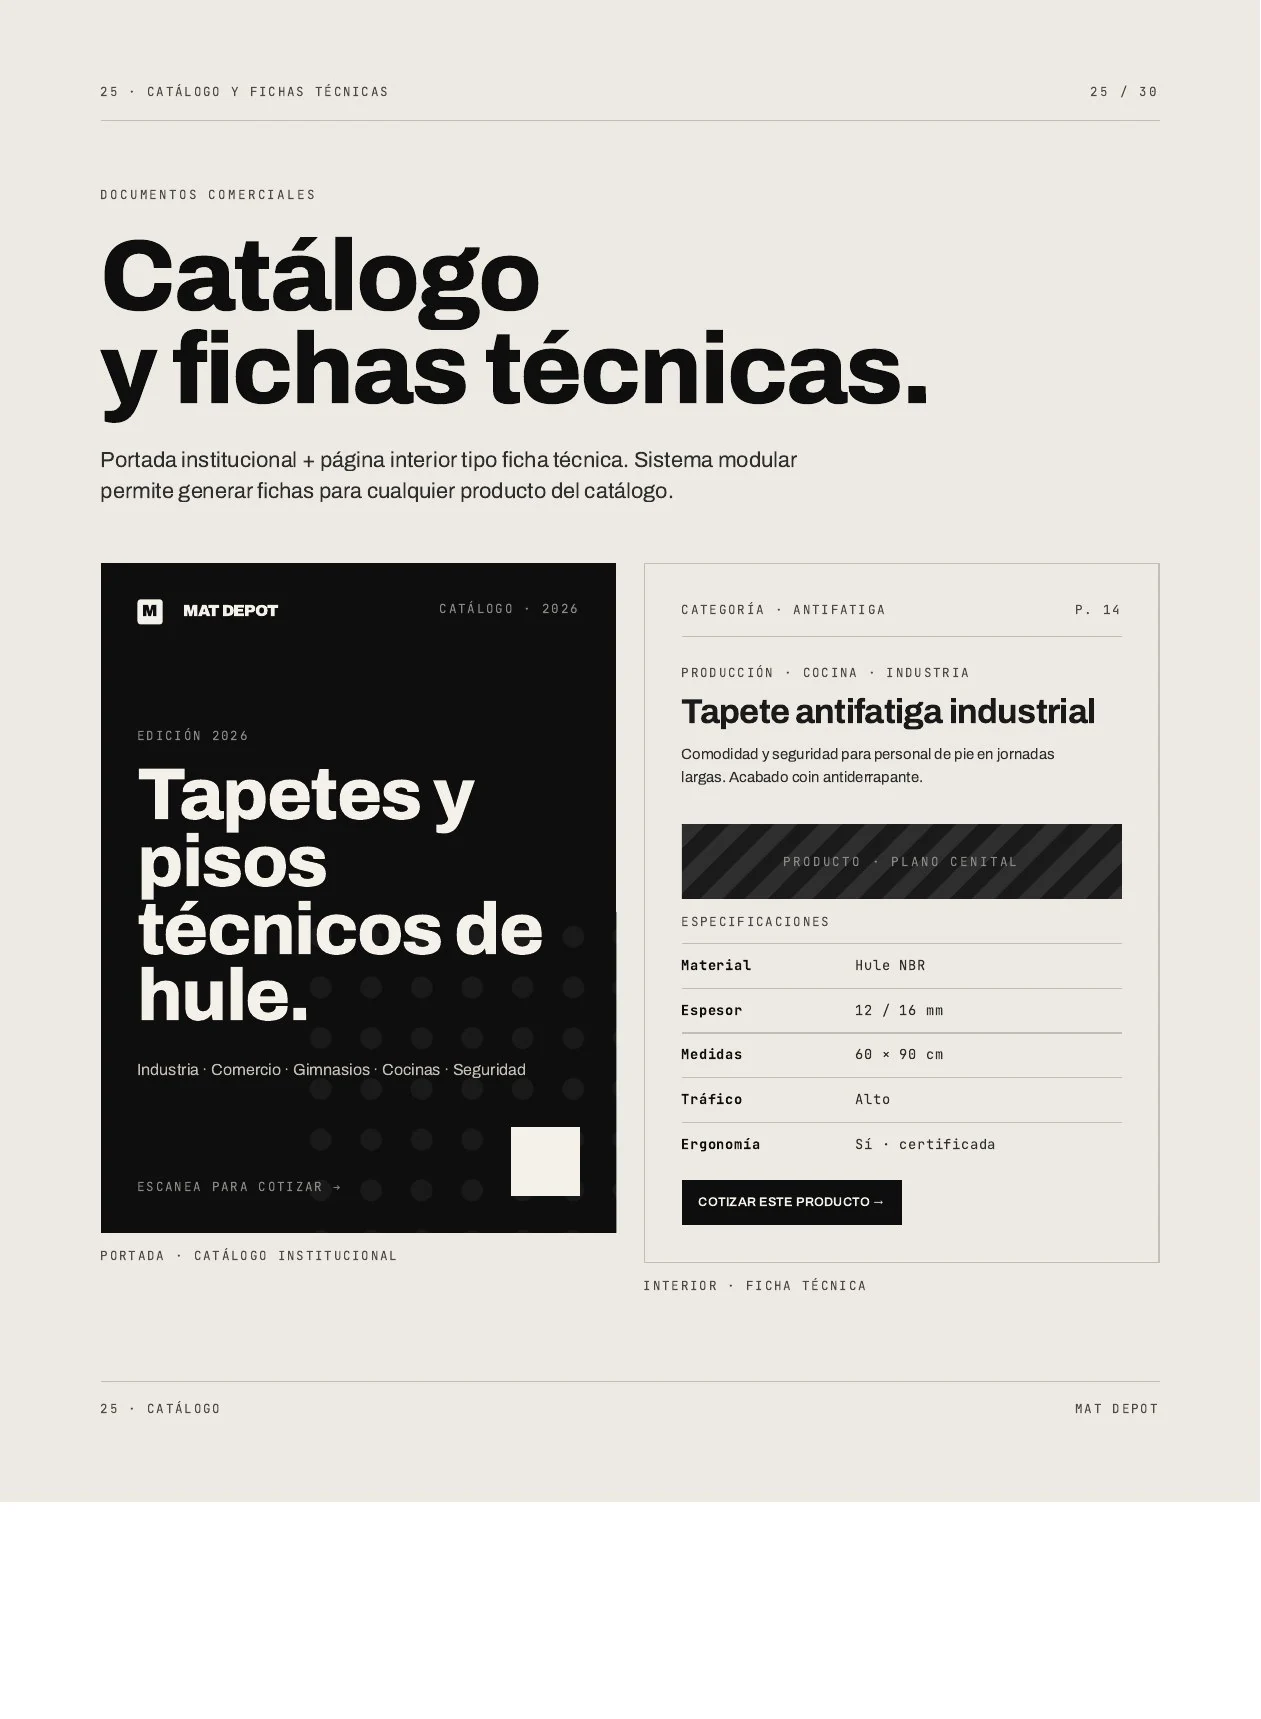 25 · CATÁLOGO Y FICHAS TÉCNICAS
25 / 30
DOCUMENTOS COMERCIALES
Catálogo
y fichas técnicas.
Portada institucional + página interior tipo ficha técnica. Sistema modular
permite generar fichas para cualquier producto del catálogo.
M MAT DEPOT
CATÁLOGO · 2026
EDICIÓN 2026
Tapetes y
pisos
técnicos de
hule.
Industria · Comercio · Gimnasios · Cocinas · Seguridad
ESCANEA PARA COTIZAR →
PORTADA · CATÁLOGO INSTITUCIONAL
CATEGORÍA · ANTIFATIGA
P. 14
PRODUCCIÓN · COCINA · INDUSTRIA
Tapete antifatiga industrial
Comodidad y seguridad para personal de pie en jornadas
largas. Acabado coin antiderrapante.
PRODUCTO · PLANO CENITAL
ESPECIFICACIONES
Material Hule NBR
Espesor 12 / 16 mm
Medidas 60 × 90 cm
Tráfico Alto
Ergonomía Sí · certificada
COTIZAR ESTE PRODUCTO →
INTERIOR · FICHA TÉCNICA
25 · CATÁLOGO
MAT DEPOT